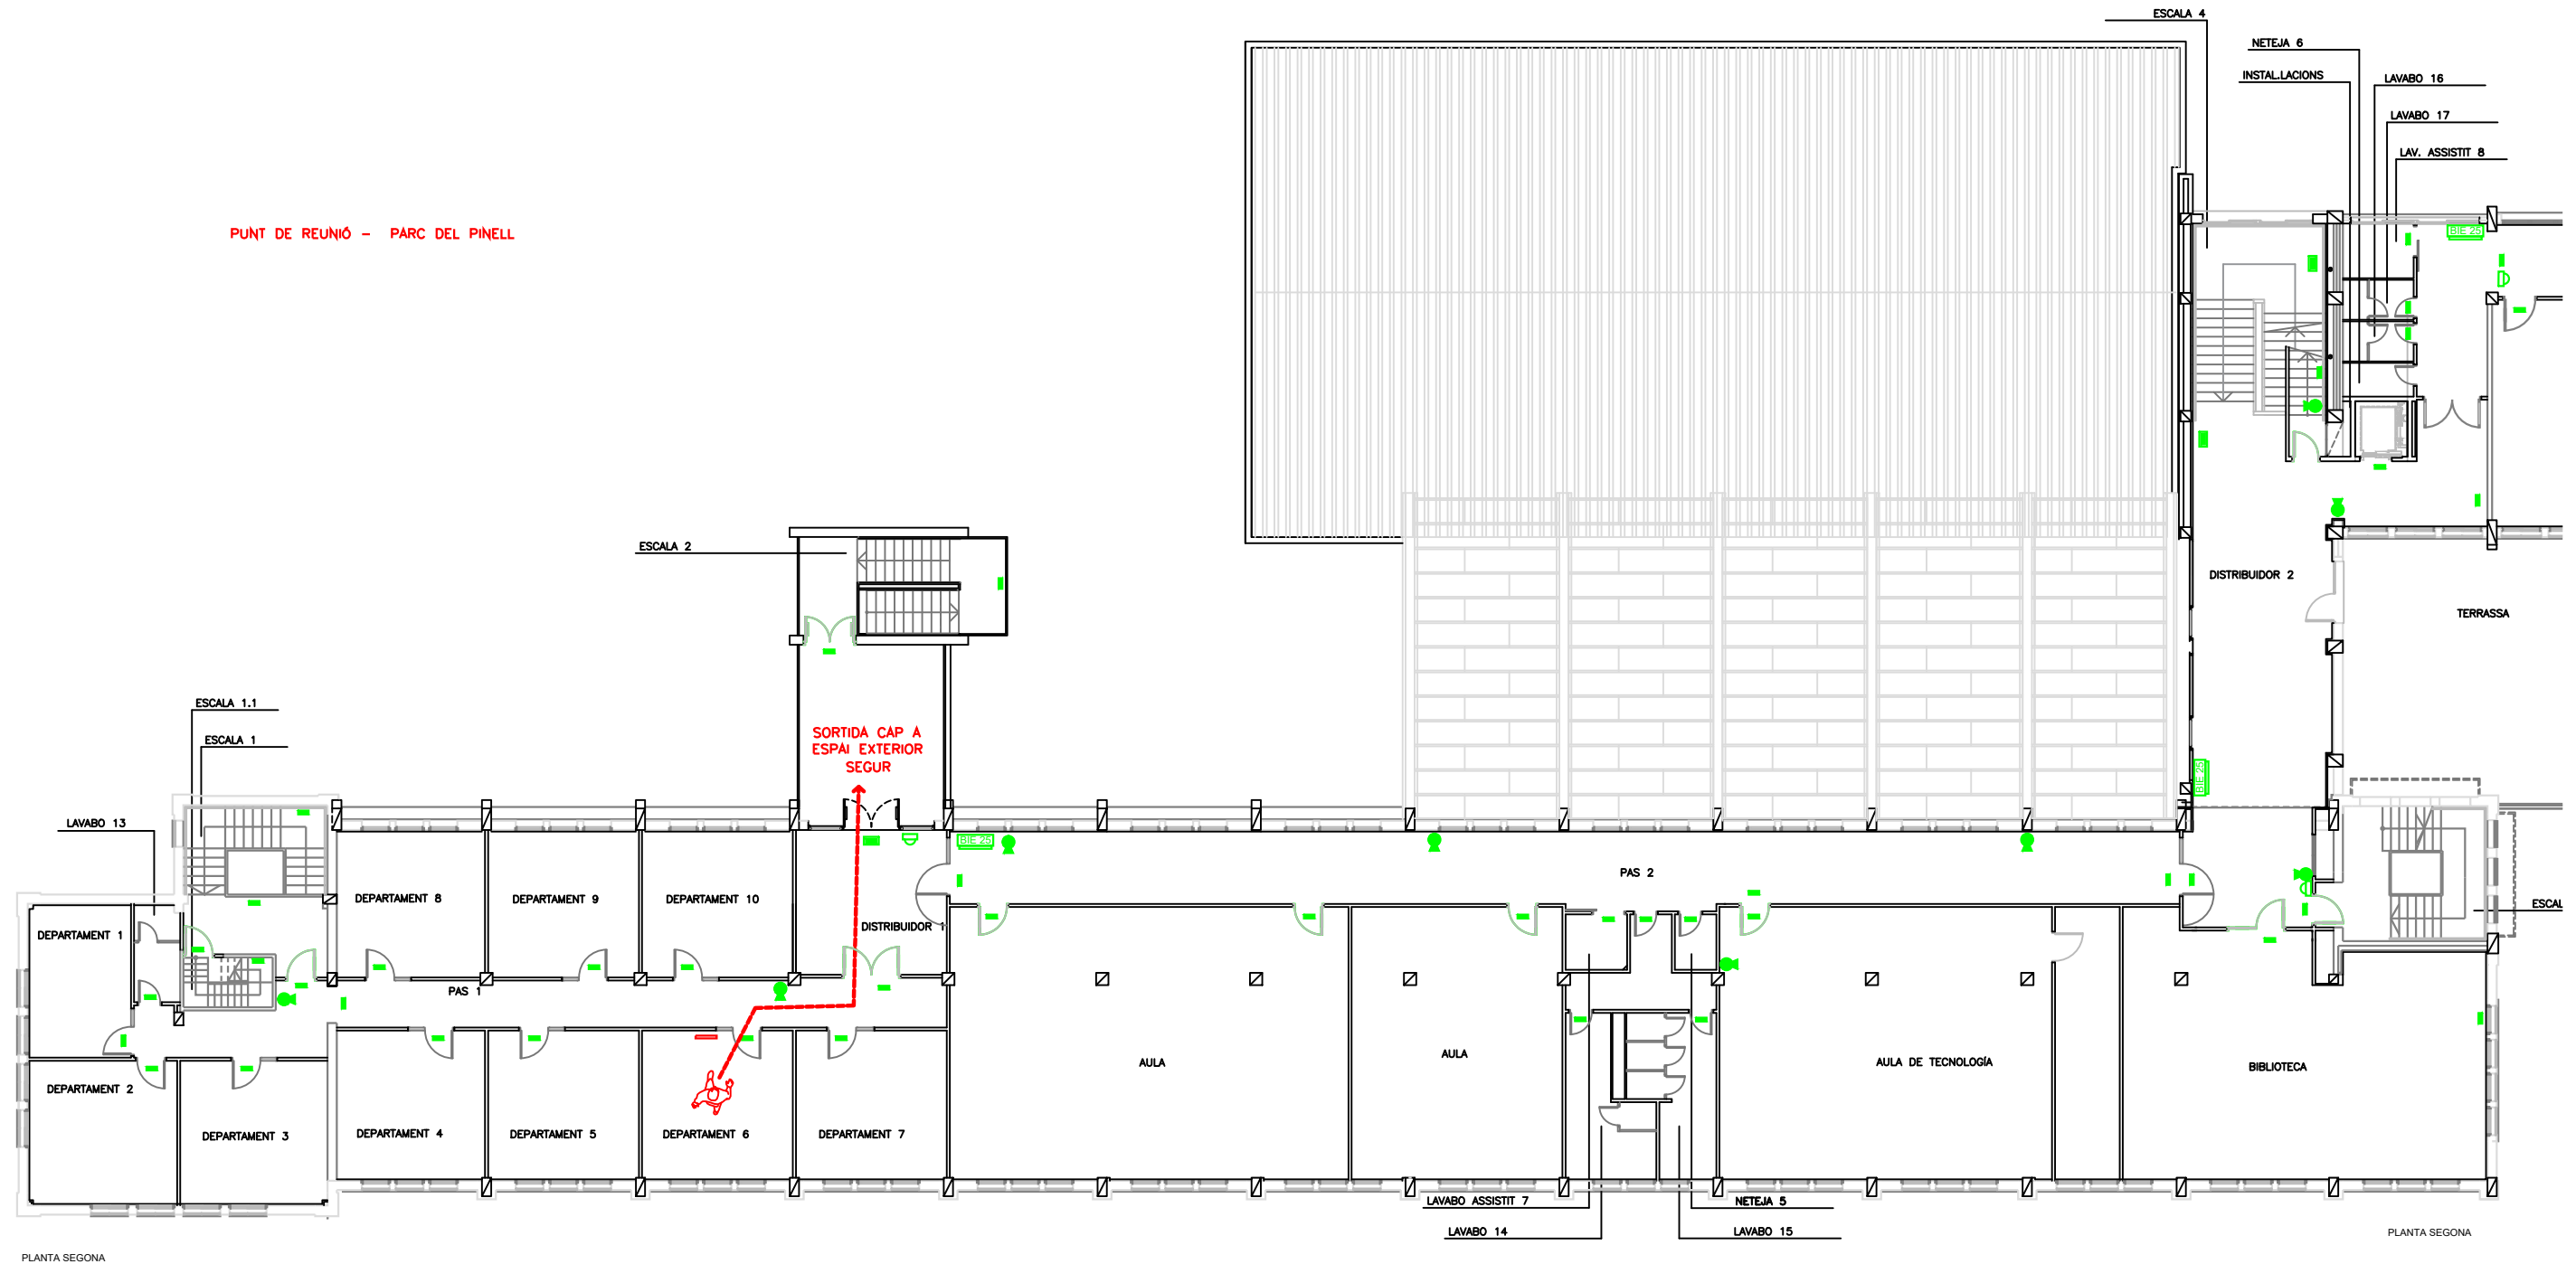 ESCALA 4
NETEJA 6
INSTAL.LACIONS
LAVABO 16
LAVABO 17
LAV. ASSISTIT 8
PUNT DE REUNIÓ - PARC DEL PINELL
BIE 25
ESCALA 2
DISTRIBUIDOR 2
TERRASSA
ESCALA 1.1
ESCALA 1
SORTIDA CAP A
ESPAI EXTERIOR
SEGUR
BIE 25
LAVABO 13
BIE 25
PAS 2
DEPARTAMENT 8
DEPARTAMENT 9
DEPARTAMENT 10
ESCAL
DISTRIBUIDOR 1
DEPARTAMENT 1
PAS 1
AULA
AULA
AULA DE TECNOLOGÍA
BIBLIOTECA
DEPARTAMENT 2
DEPARTAMENT 3
DEPARTAMENT 4
DEPARTAMENT 5
DEPARTAMENT 6
DEPARTAMENT 7
LAVABO ASSISTIT 7
NETEJA 5
LAVABO 14
LAVABO 15
PLANTA SEGONA
PLANTA SEGONA